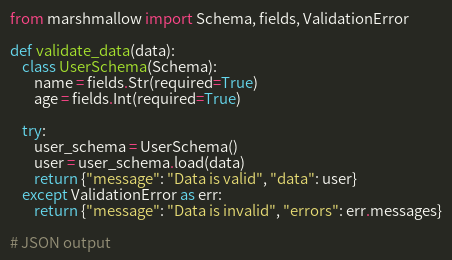 from marshmallow import Schema, fields, ValidationError

def validate_data(data):
    class UserSchema(Schema):
        name = fields.Str(required=True)
        age = fields.Int(required=True)

    try:
        user_schema = UserSchema()
        user = user_schema.load(data)
        return {"message": "Data is valid", "data": user}
    except ValidationError as err:
        return {"message": "Data is invalid", "errors": err.messages}

# JSON output